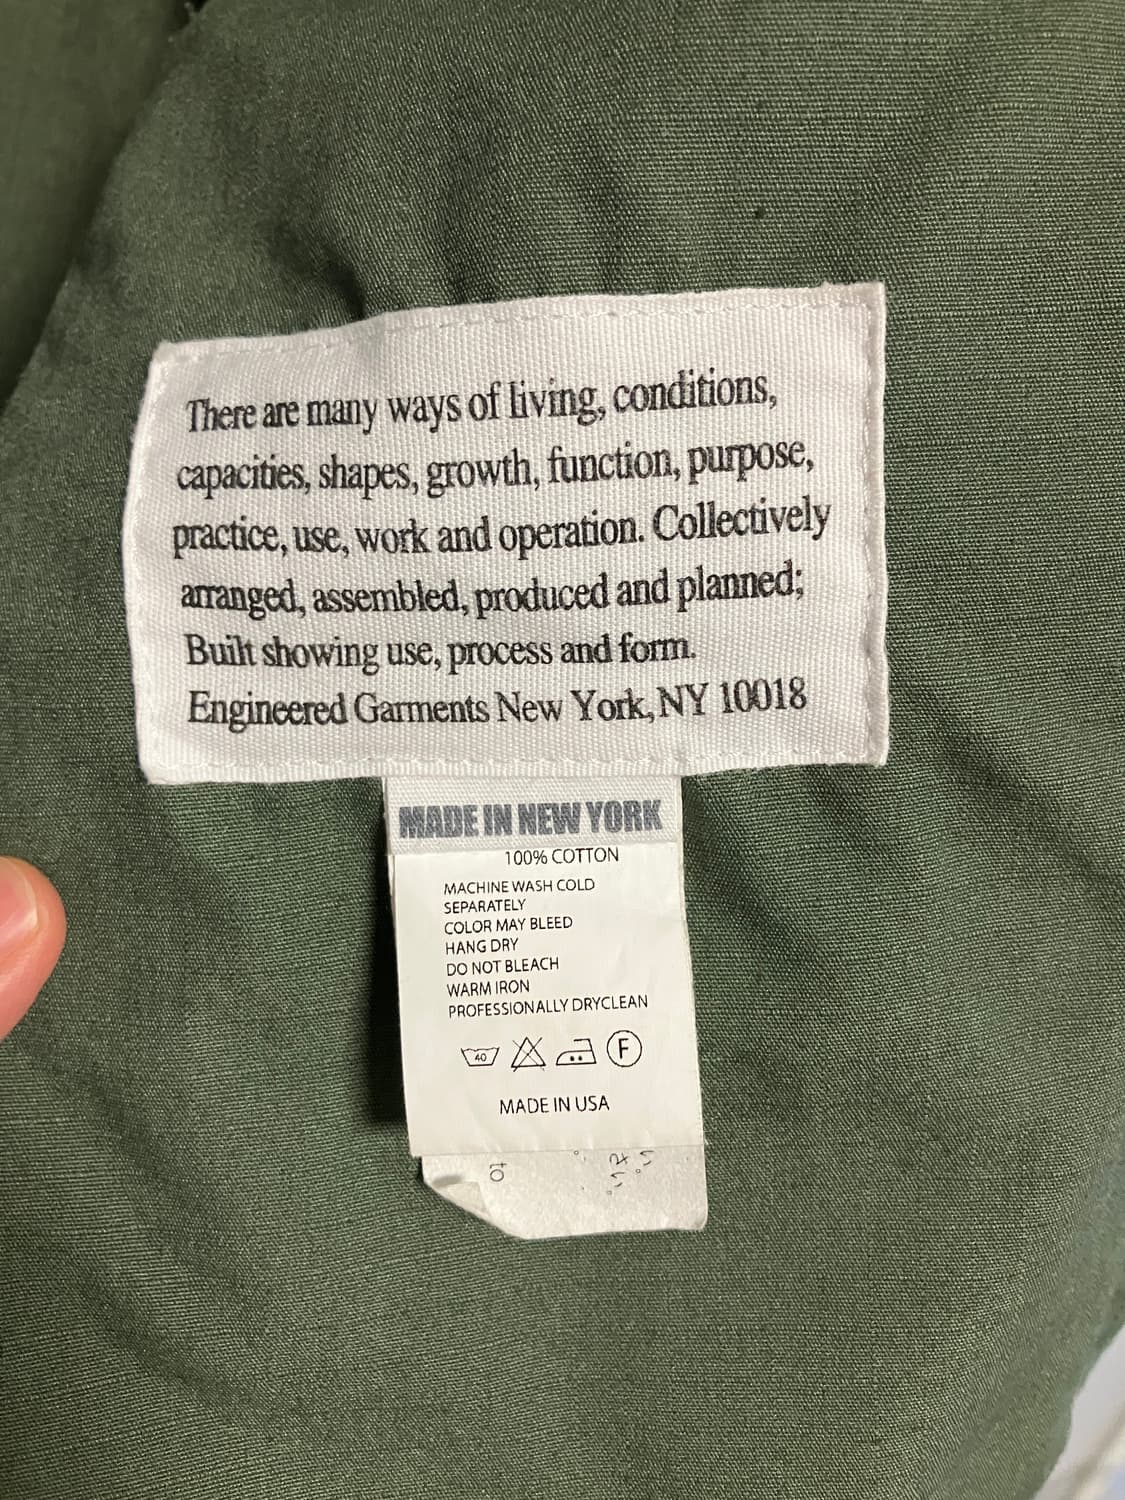 There are many ways of living, conditions,
capacities, shapes, growth, function, purpose,
practice, use, work and operation. Collectively
arranged, assembled, produced and planned;
Built showing use, process and form.
Engineered Garments New York, NY 10018
MADE IN NEW YORK
100% COTTON
MACHINE WASH COLD
SEPARATELY
COLOR MAY BLEED
HANG DRY
DO NOT BLEACH
WARM IRON
PROFESSIONALLY DRYCLEAN
40 F
MADE IN USA